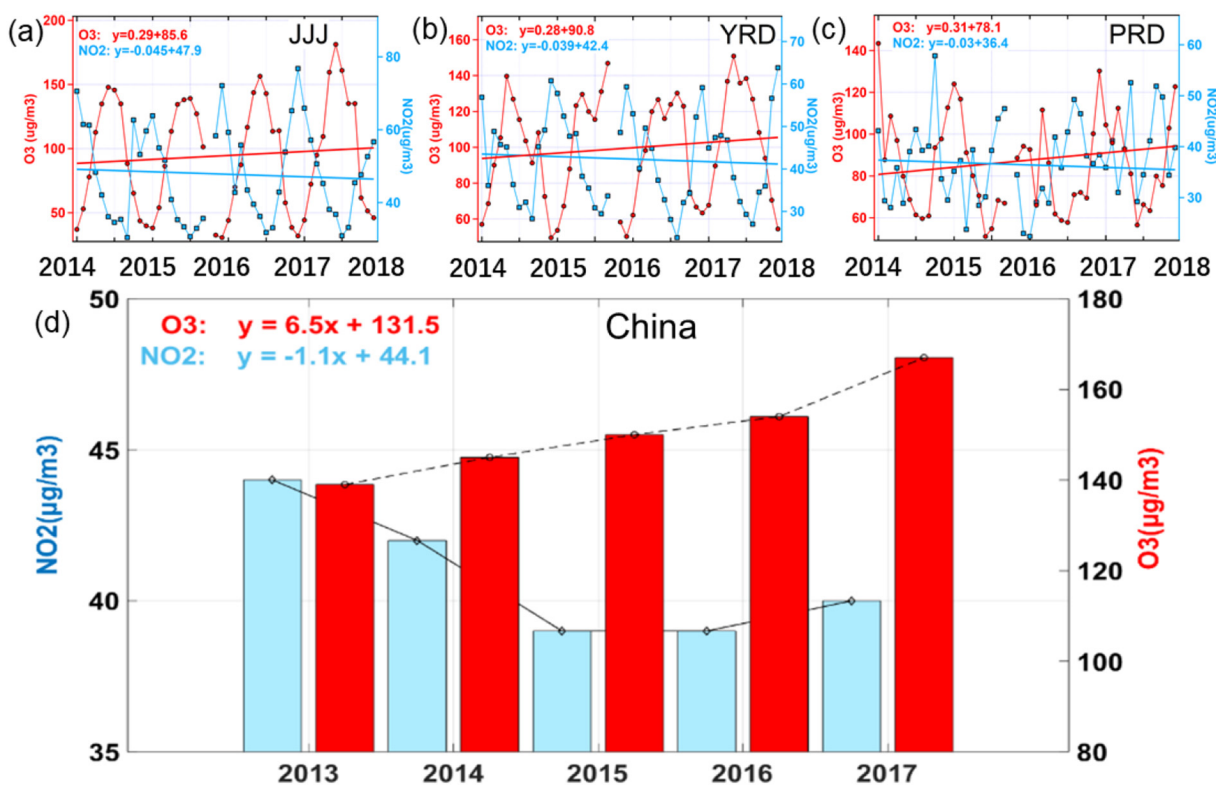 (a)
O3: y=0.29+85.6
NO2: y=-0.045+47.9
JJJ
O3 (ug/m3)
200
150
100
50
NO2(ug/m3)
80
60
40
2014 2015 2016 2017 2018
(b)
O3: y=0.28+90.8
NO2: y=-0.039+42.4
YRD
160
140
120
100
80
60
O3 (ug/m3)
70
60
50
40
30
NO2(ug/m3)
2014 2015 2016 2017 2018
(c)
O3: y=0.31+78.1
NO2: y=-0.03+36.4
PRD
140
120
100
80
60
O3 (ug/m3)
60
50
40
30
NO2(ug/m3)
2014 2015 2016 2017 2018
(d)
O3: y = 6.5x + 131.5
NO2: y = -1.1x + 44.1
China
50
45
40
35
NO2(µg/m3)
180
160
140
120
100
80
O3(µg/m3)
2013 2014 2015 2016 2017